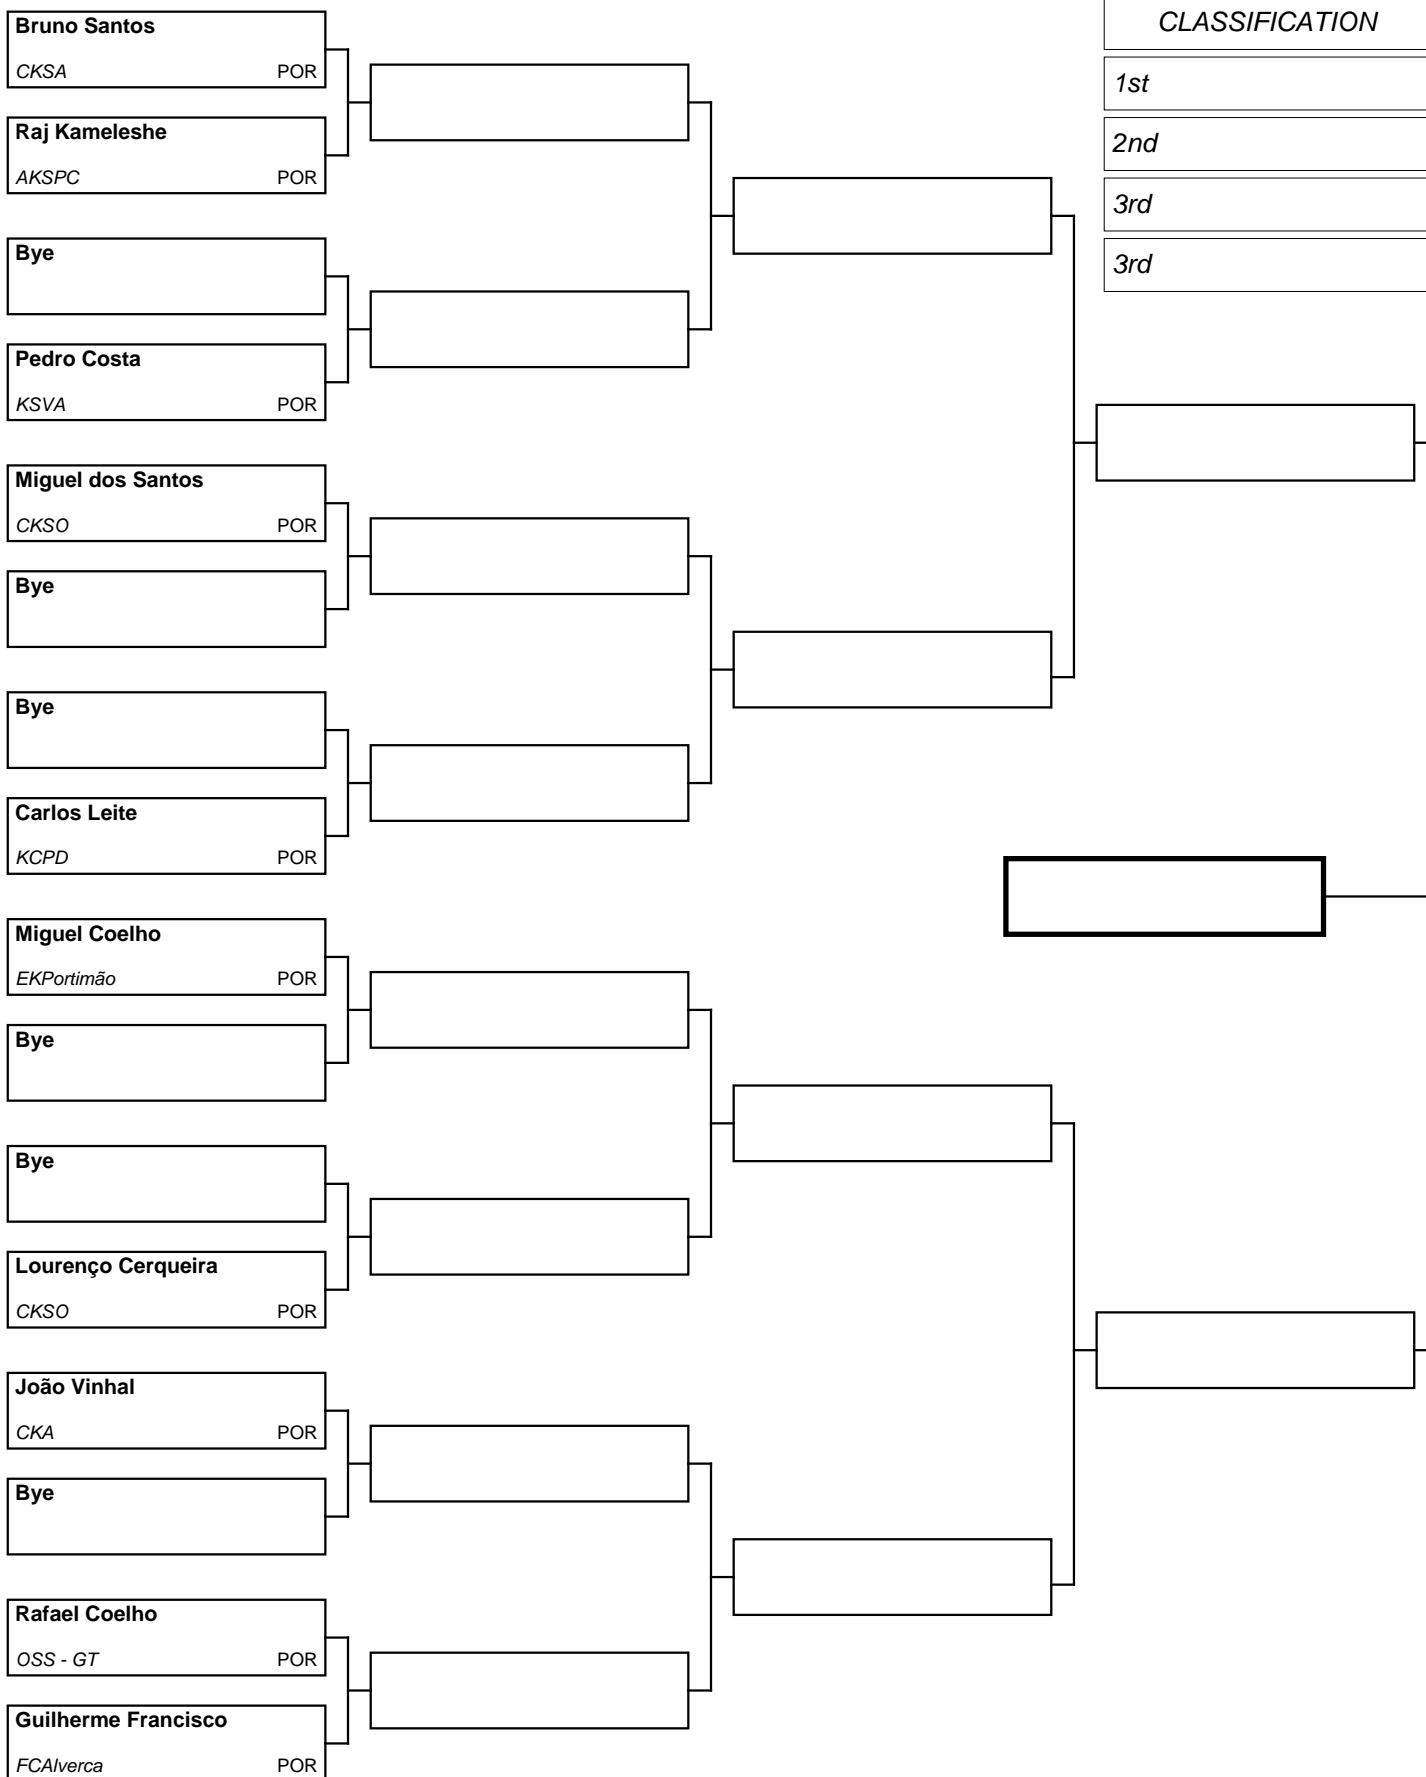 Bruno Santos
CKSA POR
Raj Kameleshe
AKSPC POR
Bye
Pedro Costa
KSVA POR
Miguel dos Santos
CKSO POR
Bye
Bye
Carlos Leite
KCPD POR
Miguel Coelho
EKPortimão POR
Bye
Bye
Lourenço Cerqueira
CKSO POR
João Vinhal
CKA POR
Bye
Rafael Coelho
OSS - GT POR
Guilherme Francisco
FCAlverca POR
CLASSIFICATION
1st
2nd
3rd
3rd